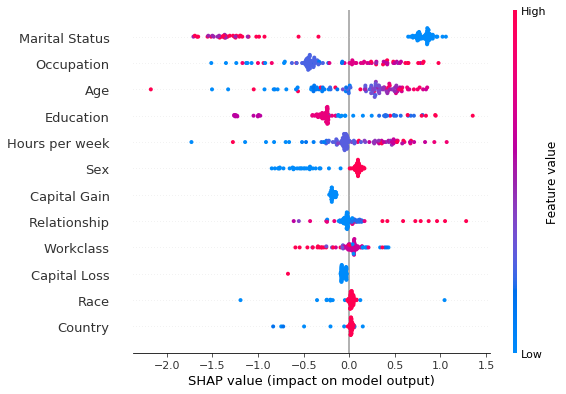 High
Marital Status
Occupation
Age
Education
Hours per week
Sex
Capital Gain
Relationship
Workclass
Capital Loss
Race
Country
Feature value
Low
−2.0 −1.5 −1.0 −0.5 0.0 0.5 1.0 1.5
SHAP value (impact on model output)